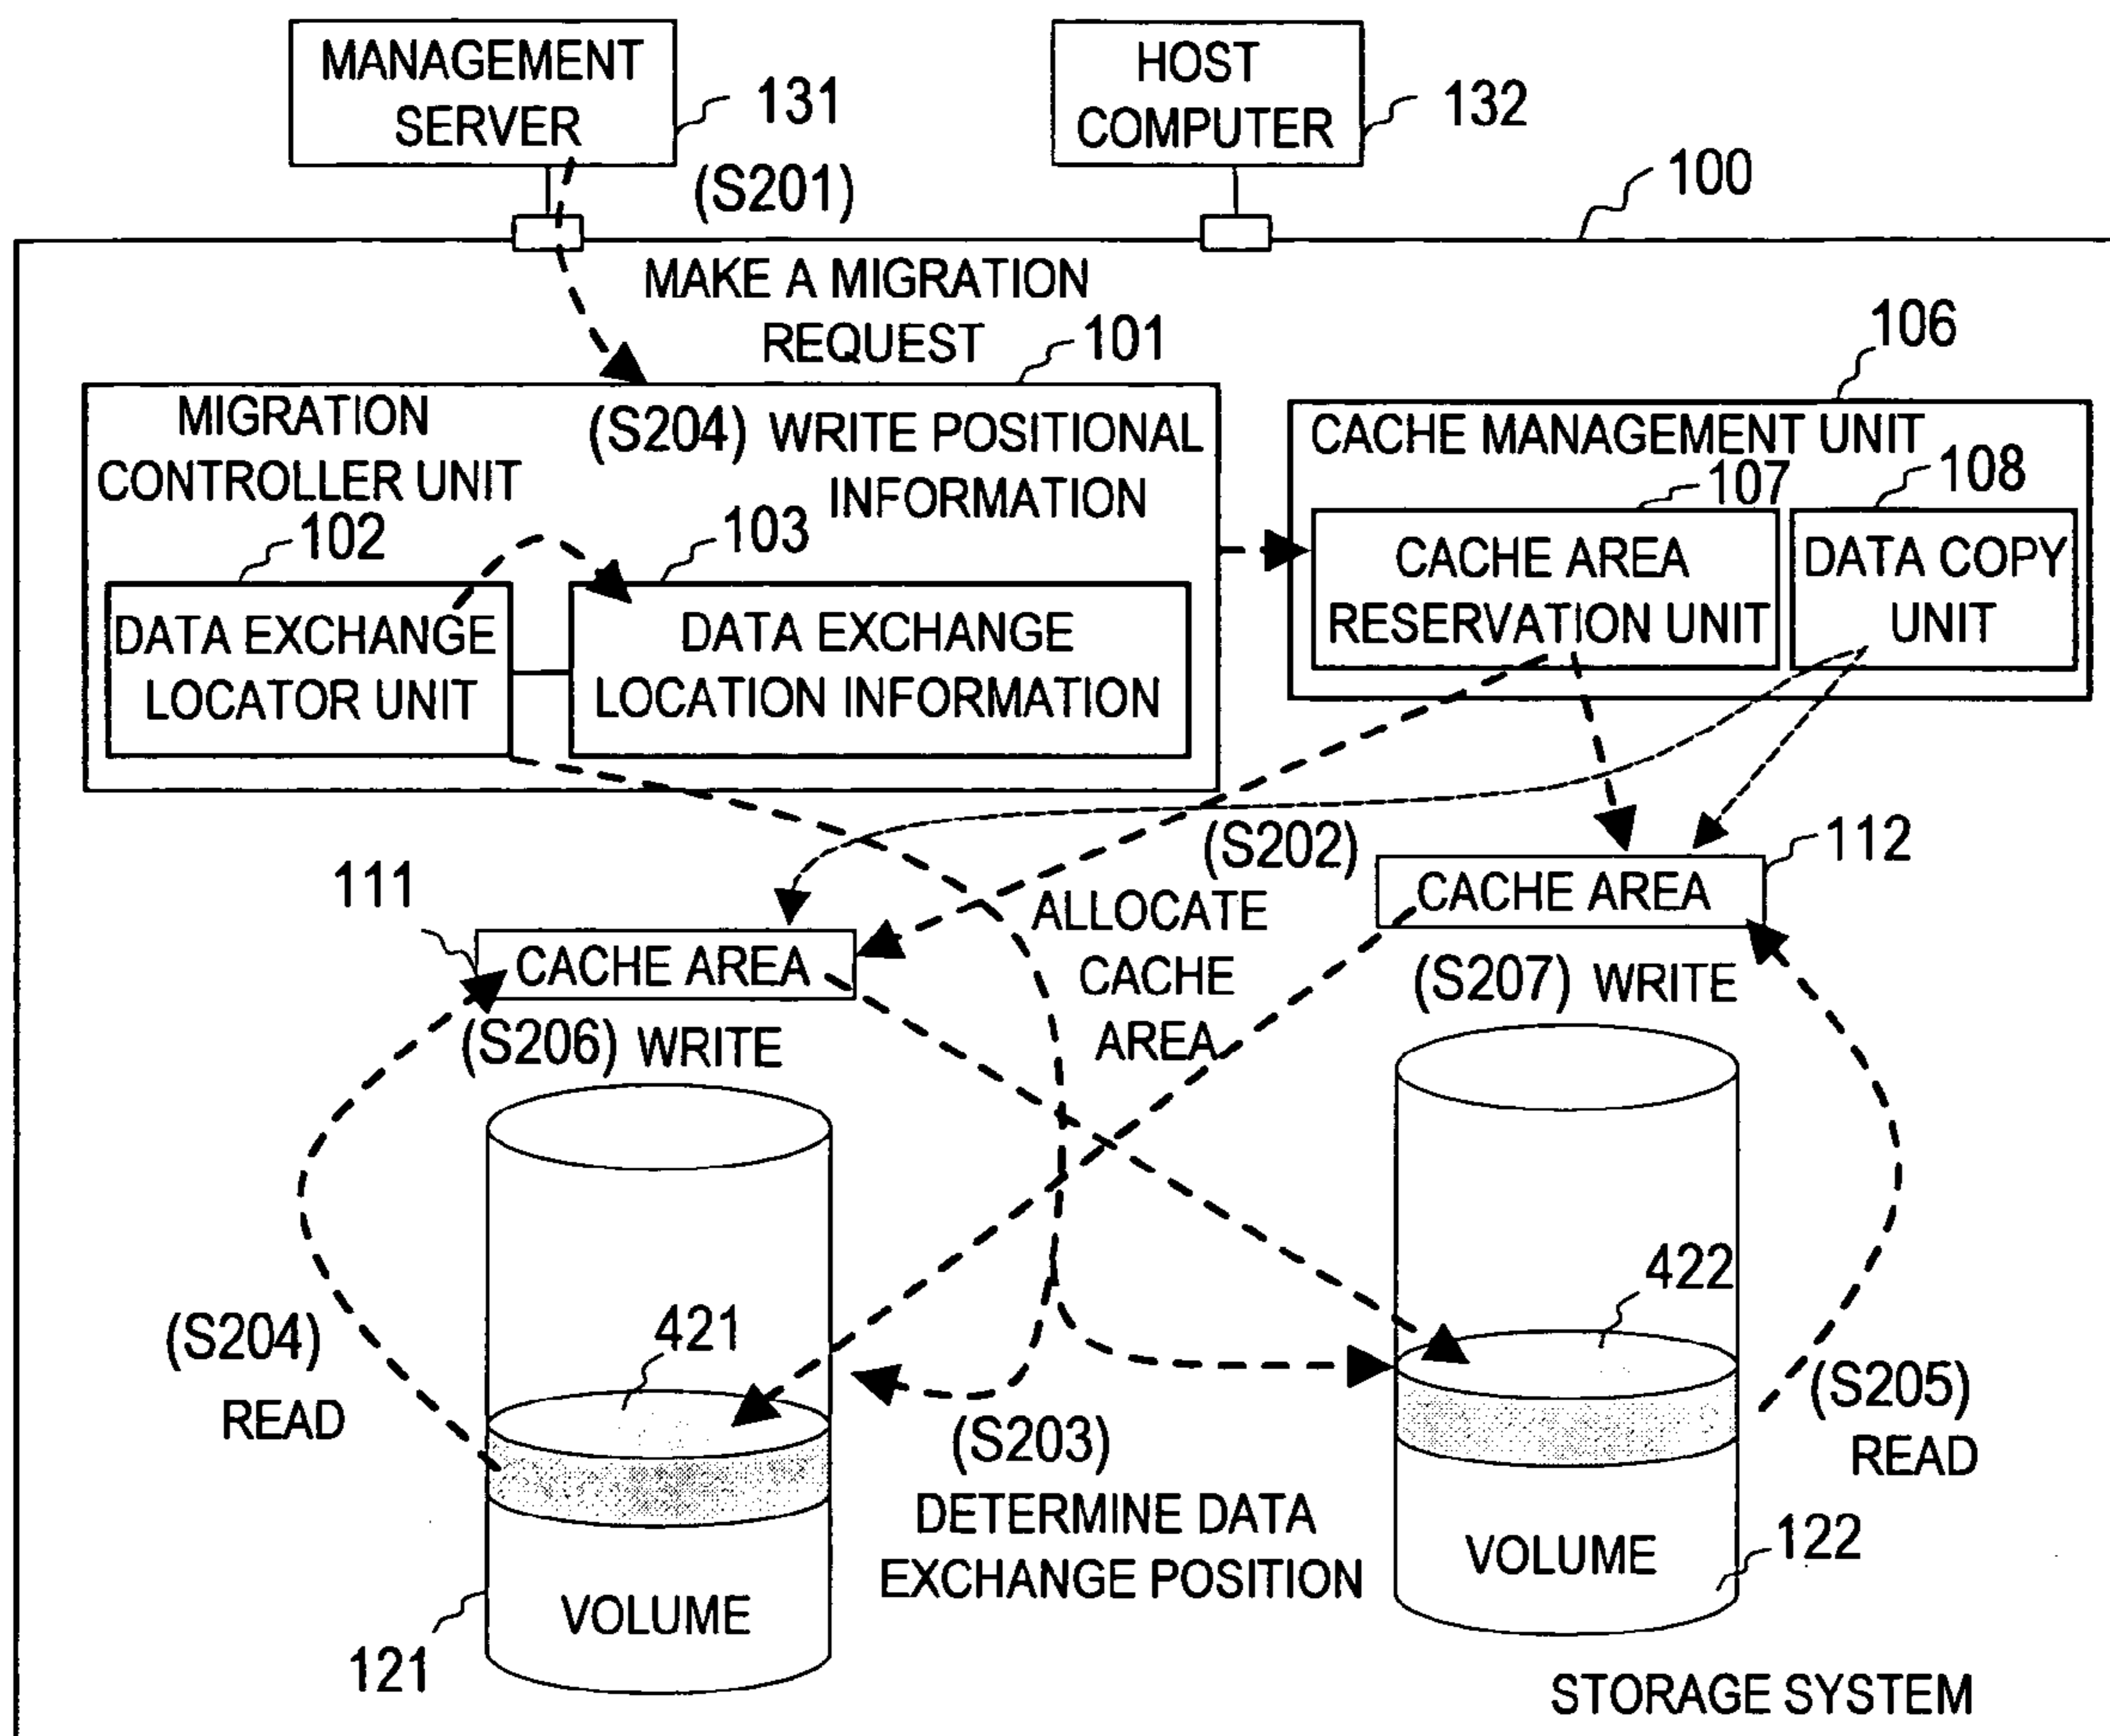 MANAGEMENT
SERVER
131
HOST
COMPUTER
132
(S201)
100
MAKE A MIGRATION
REQUEST
101
106
MIGRATION
CONTROLLER UNIT
(S204) WRITE POSITIONAL
INFORMATION
CACHE MANAGEMENT UNIT
107
108
102
103
DATA EXCHANGE
LOCATOR UNIT
DATA EXCHANGE
LOCATION INFORMATION
CACHE AREA
RESERVATION UNIT
DATA COPY
UNIT
(S202)
ALLOCATE
CACHE
AREA
111
CACHE AREA
112
CACHE AREA
(S206) WRITE
(S207) WRITE
421
422
(S204)
READ
(S205)
READ
(S203)
DETERMINE DATA
EXCHANGE POSITION
VOLUME
121
VOLUME
122
STORAGE SYSTEM